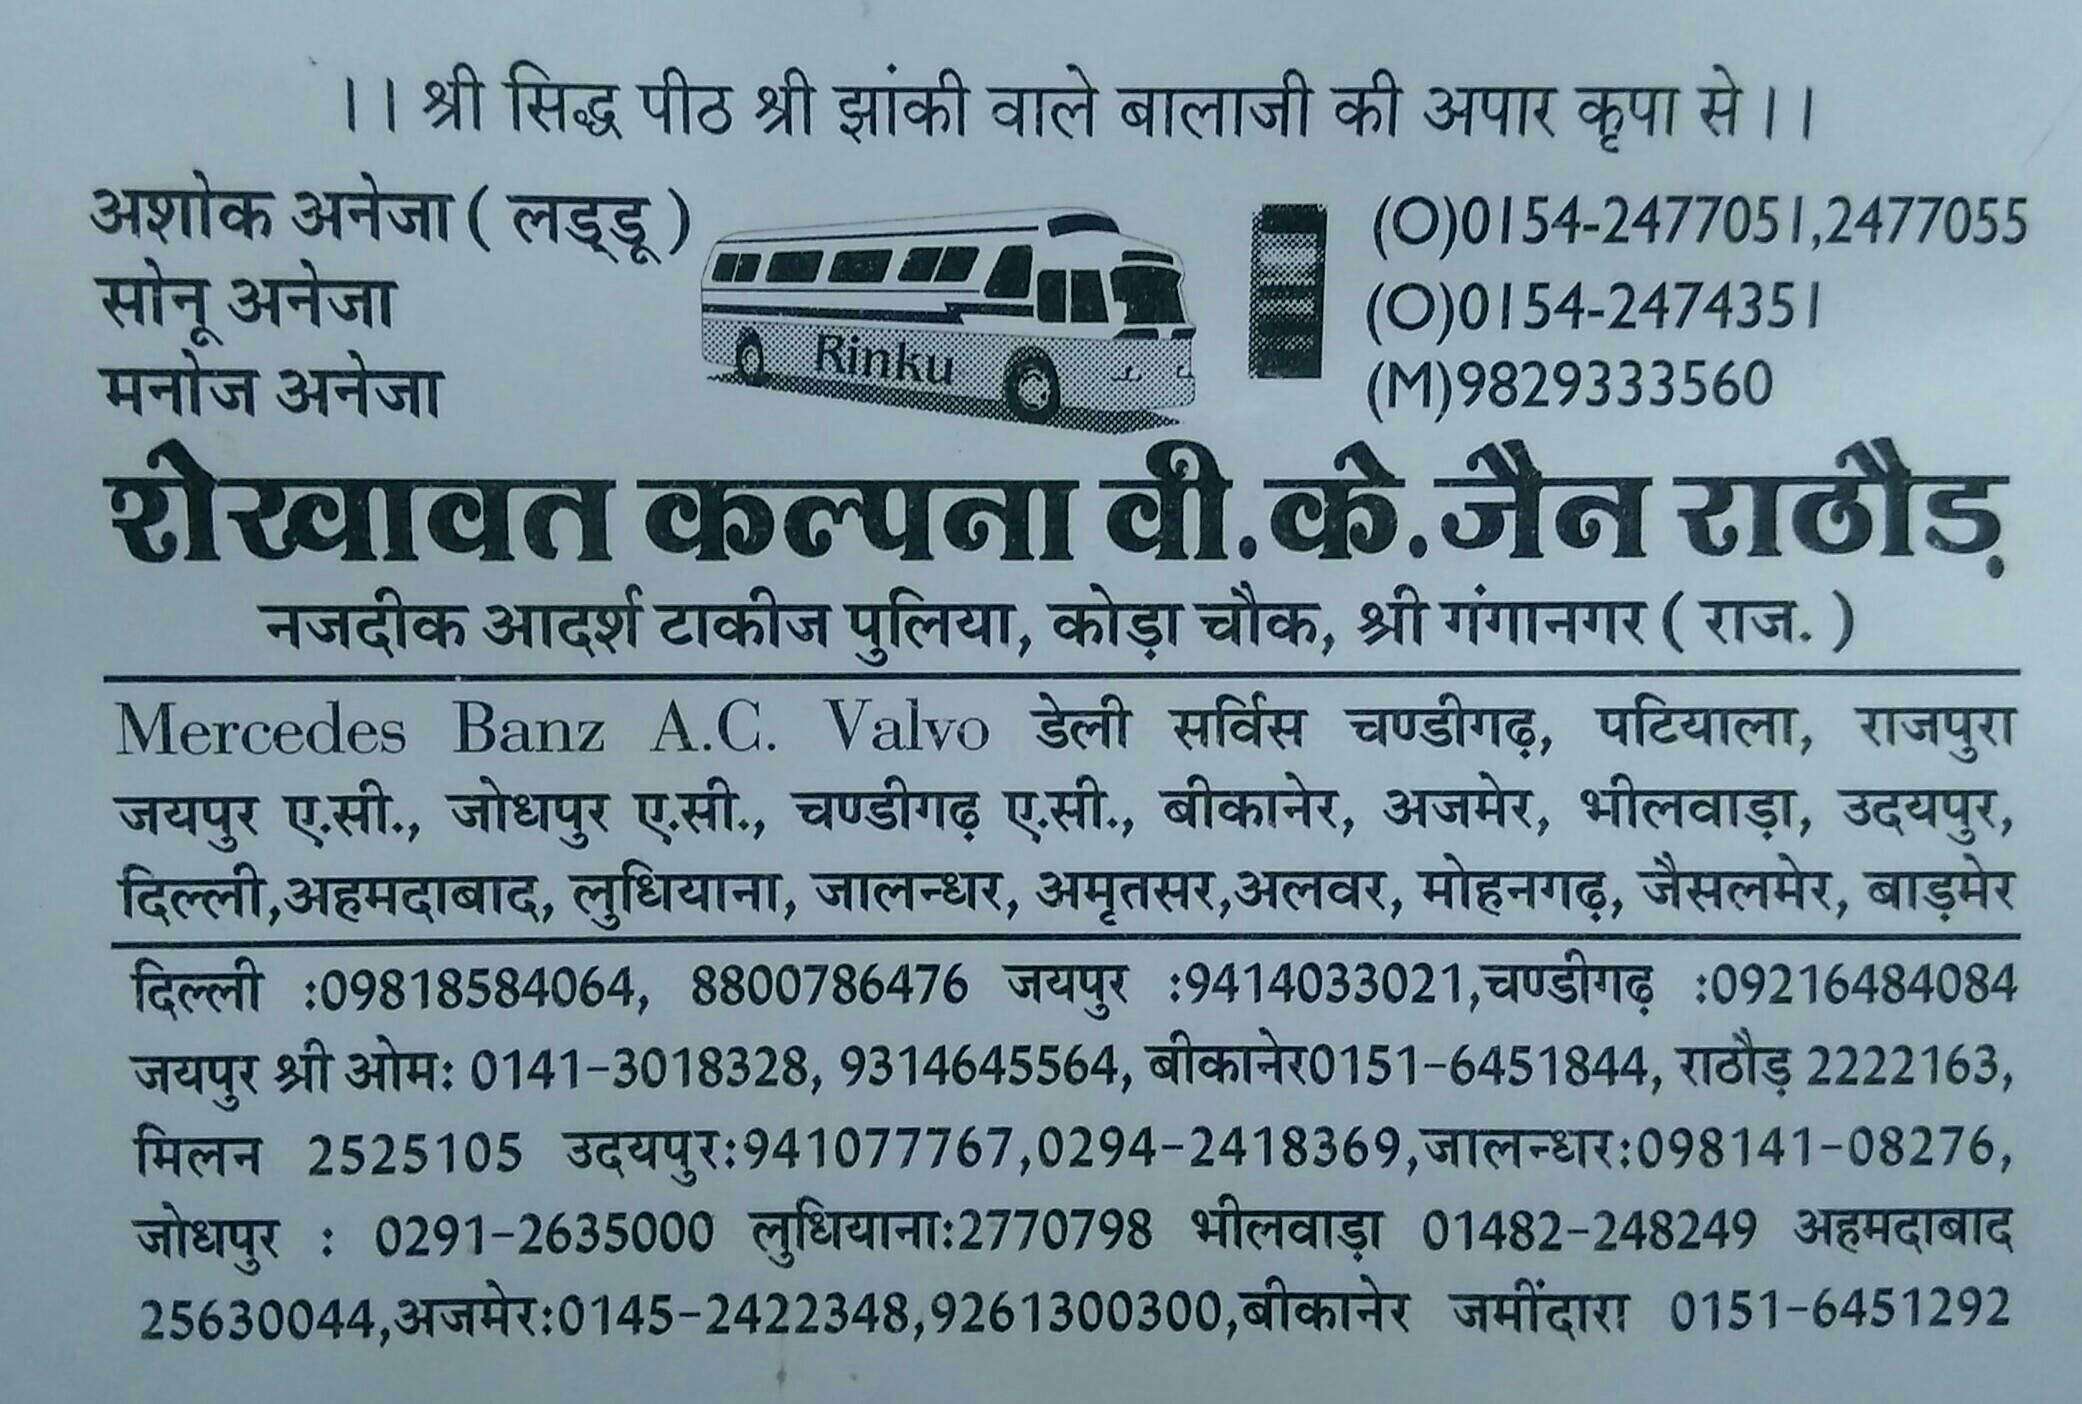 ।। श्री सिद्ध पीठ श्री झांकी वाले बालाजी की अपार कृपा से ।।
अशोक अनेजा ( लड्डू )
सोनू अनेजा
मनोज अनेजा
Rinku
(O)0154-2477051,2477055
(O)0154-2474351
(M)9829333560
शेखावत कल्पना वी.के.जैन राठौड़
नजदीक आदर्श टाकीज पुलिया, कोड़ा चौक, श्री गंगानगर ( राज. )
Mercedes Banz A.C. Valvo डेली सर्विस चण्डीगढ़, पटियाला, राजपुरा
जयपुर ए.सी., जोधपुर ए.सी., चण्डीगढ़ ए.सी., बीकानेर, अजमेर, भीलवाड़ा, उदयपुर,
दिल्ली,अहमदाबाद, लुधियाना, जालन्धर, अमृतसर,अलवर, मोहनगढ़, जैसलमेर, बाड़मेर
दिल्ली :09818584064, 8800786476 जयपुर :9414033021,चण्डीगढ़ :09216484084
जयपुर श्री ओमः 0141-3018328, 9314645564, बीकानेर0151-6451844, राठौड़ 2222163,
मिलन 2525105 उदयपुर:941077767,0294-2418369,जालन्धर:098141-08276,
जोधपुर : 0291-2635000 लुधियाना:2770798 भीलवाड़ा 01482-248249 अहमदाबाद
25630044,अजमेर:0145-2422348,9261300300,बीकानेर जमींदारा 0151-6451292